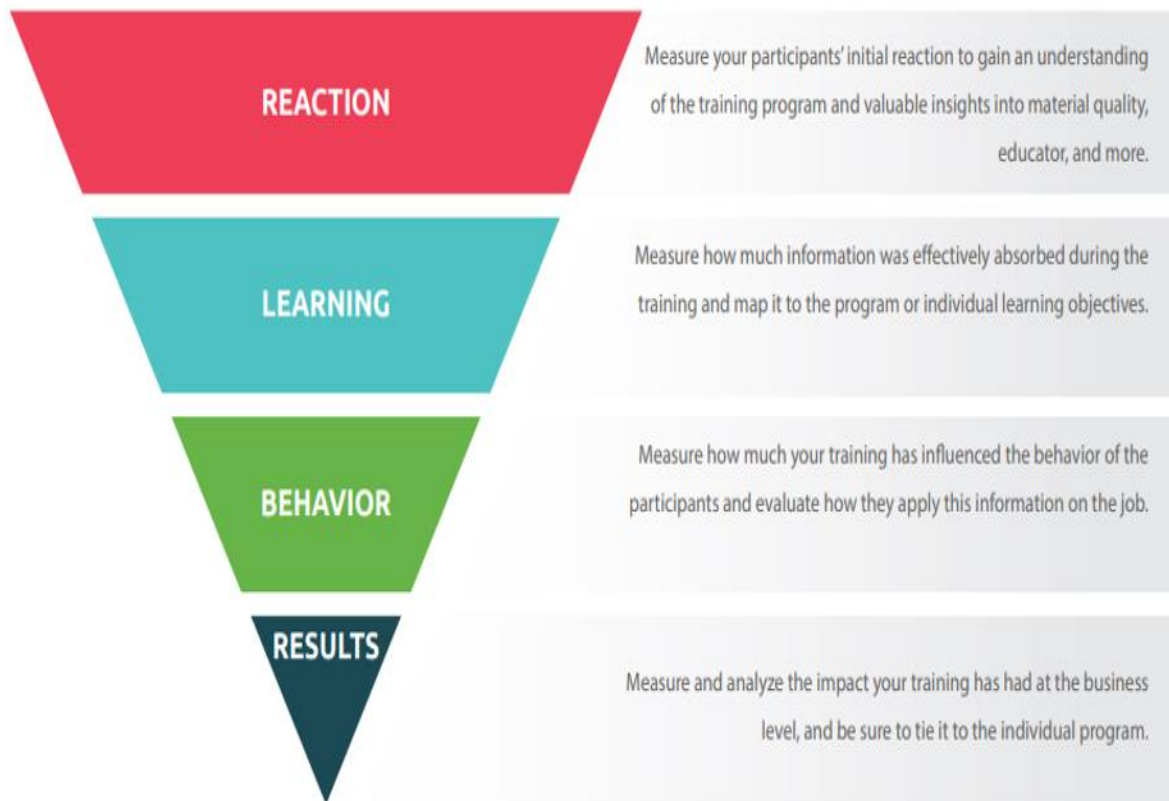 REACTION
Measure your participants' initial reaction to gain an understanding
of the training program and valuable insights into material quality,
educator, and more.
LEARNING
Measure how much information was effectively absorbed during the
training and map it to the program or individual learning objectives.
BEHAVIOR
Measure how much your training has influenced the behavior of the
participants and evaluate how they apply this information on the job.
RESULTS
Measure and analyze the impact your training has had at the business
level, and be sure to tie it to the individual program.